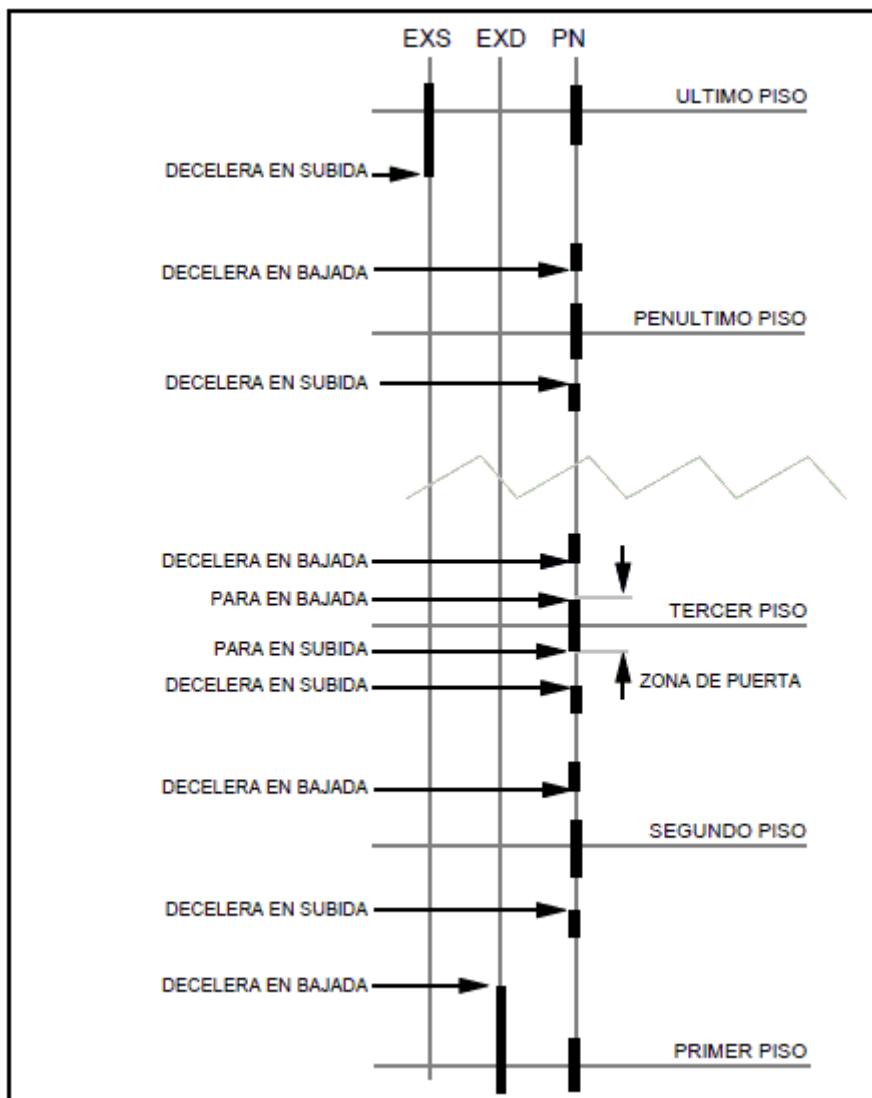 EXS EXD PN
ULTIMO PISO
DECELERA EN SUBIDA
DECELERA EN BAJADA
PENULTIMO PISO
DECELERA EN SUBIDA
DECELERA EN BAJADA
PARA EN BAJADA
TERCER PISO
PARA EN SUBIDA
DECELERA EN SUBIDA
ZONA DE PUERTA
DECELERA EN BAJADA
SEGUNDO PISO
DECELERA EN SUBIDA
DECELERA EN BAJADA
PRIMER PISO